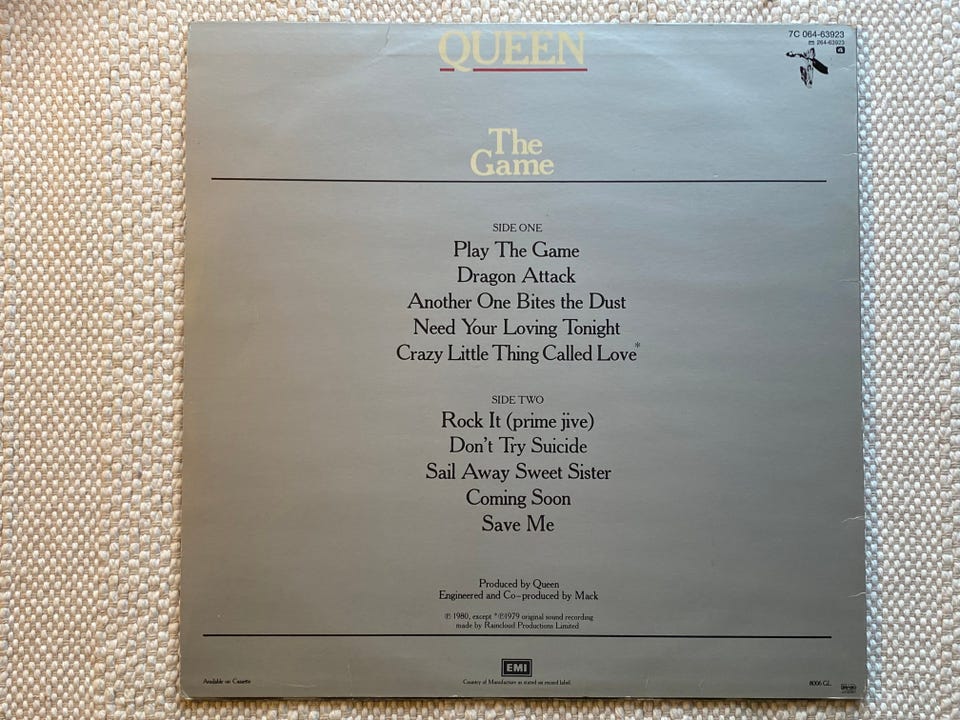 QUEEN
7C 064-63923
264-63923
The
Game
SIDE ONE
Play The Game
Dragon Attack
Another One Bites the Dust
Need Your Loving Tonight
Crazy Little Thing Called Love*
SIDE TWO
Rock It (prime jive)
Don't Try Suicide
Sail Away Sweet Sister
Coming Soon
Save Me
Produced by Queen
Engineered and Co-produced by Mack
℗ 1980, except *℗1979 original sound recording
made by Raincloud Productions Limited
EMI
Available on Cassette
Country of Manufacture as stated on record label.
8006 GL.